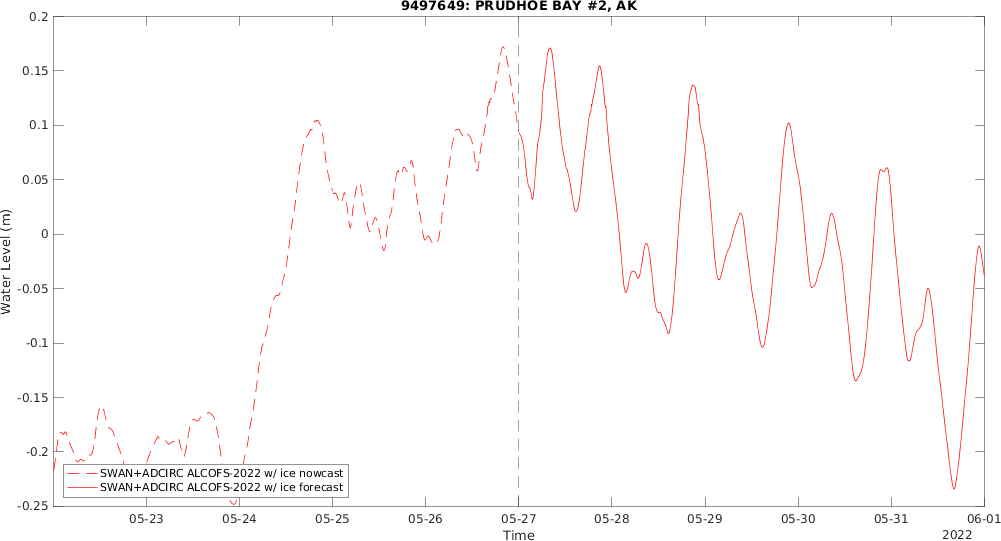 9497649: PRUDHOE BAY #2, AK
0.2
0.15
0.1
0.05
0
-0.05
-0.1
-0.15
-0.2
-0.25
Water Level (m)
SWAN+ADCIRC ALCOFS-2022 w/ ice nowcast
SWAN+ADCIRC ALCOFS-2022 w/ ice forecast
05-23 05-24 05-25 05-26 05-27 05-28 05-29 05-30 05-31 06-01
Time
2022